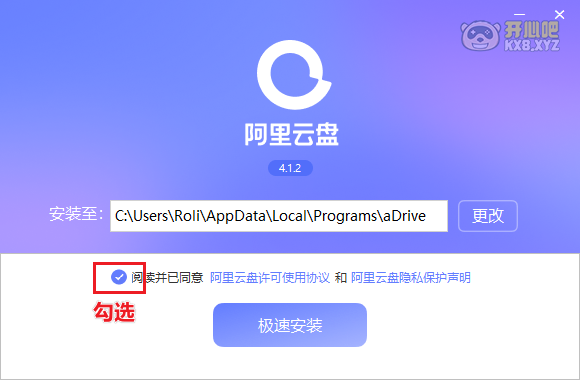 开心吧
KX8.XYZ
阿里云盘
4.1.2
安装至: C:\Users\Roli\AppData\Local\Programs\aDrive 更改
阅读并已同意 阿里云盘许可使用协议 和 阿里云盘隐私保护声明
勾选
极速安装